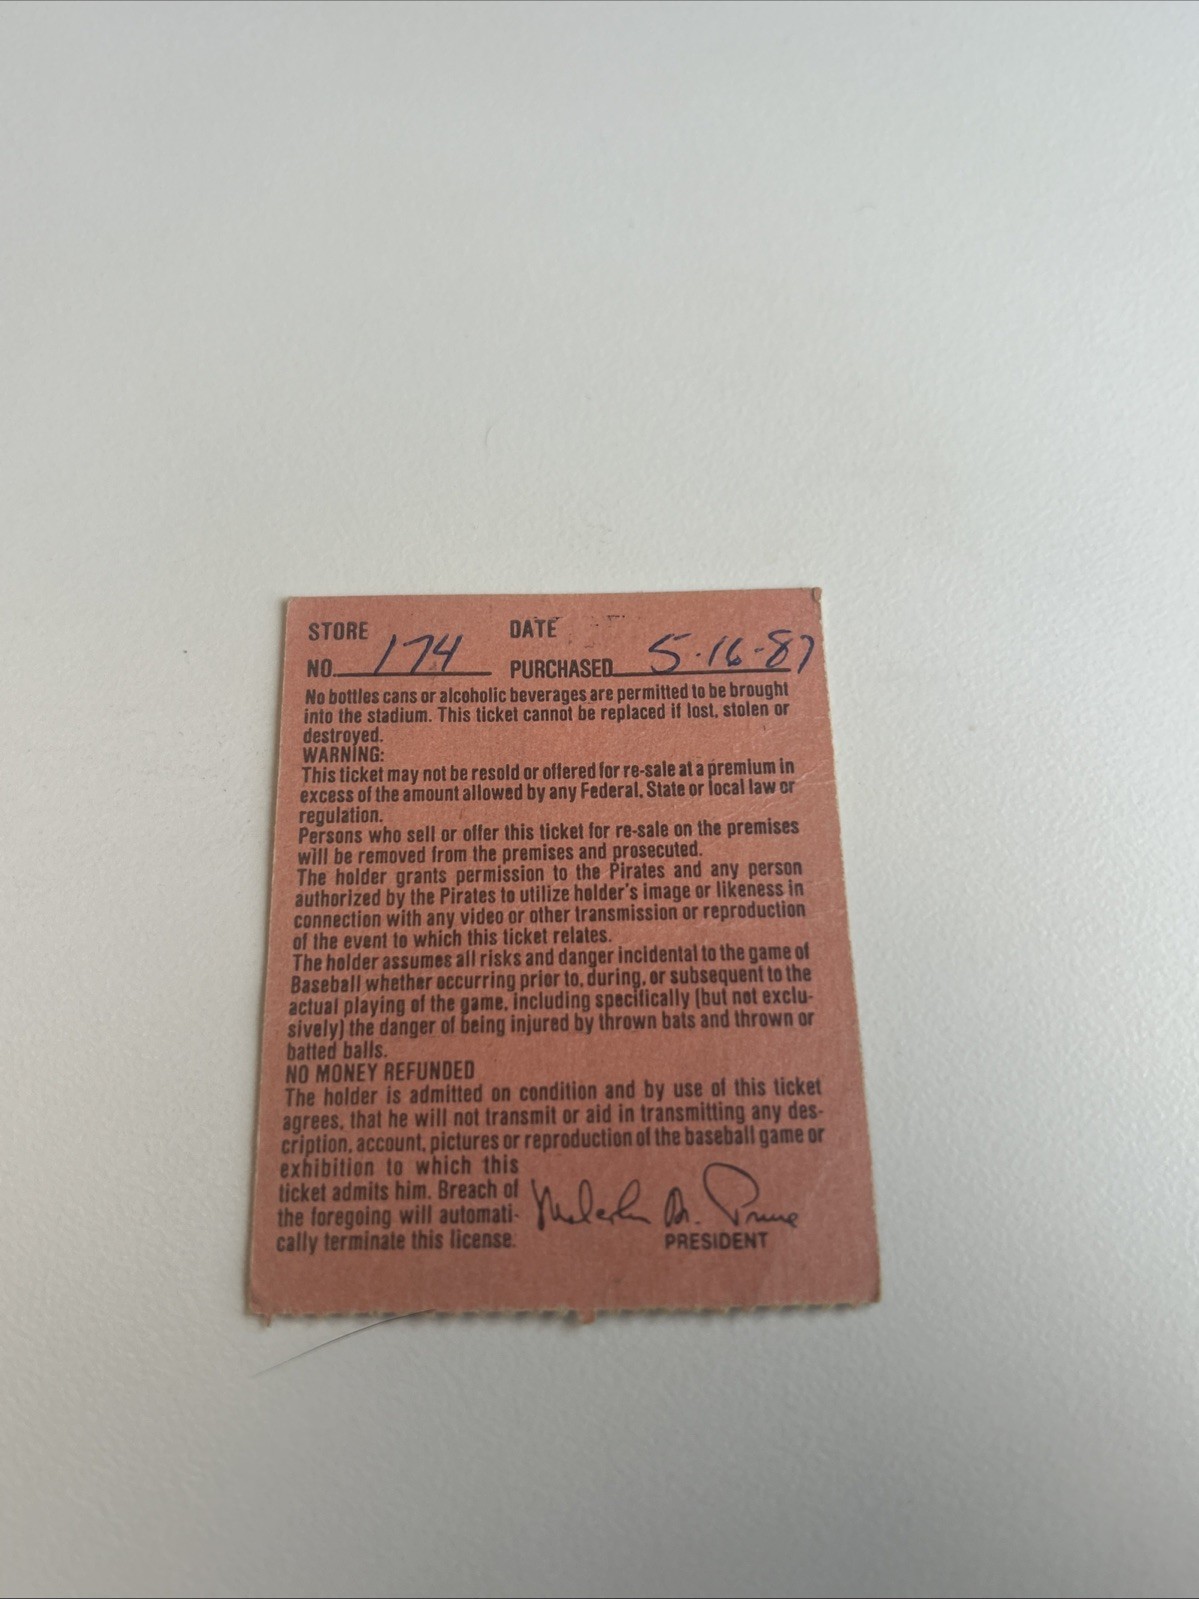 STORE DATE
NO. 174 PURCHASED 5-16-87
No bottles cans or alcoholic beverages are permitted to be brought
into the stadium. This ticket cannot be replaced if lost, stolen or
destroyed.
WARNING:
This ticket may not be resold or offered for re-sale at a premium in
excess of the amount allowed by any Federal, State or local law or
regulation.
Persons who sell or offer this ticket for re-sale on the premises
will be removed from the premises and prosecuted.
The holder grants permission to the Pirates and any person
authorized by the Pirates to utilize holder's image or likeness in
connection with any video or other transmission or reproduction
of the event to which this ticket relates.
The holder assumes all risks and danger incidental to the game of
Baseball whether occurring prior to, during, or subsequent to the
actual playing of the game, including specifically (but not exclu-
sively) the danger of being injured by thrown bats and thrown or
batted balls.
NO MONEY REFUNDED
The holder is admitted on condition and by use of this ticket
agrees, that he will not transmit or aid in transmitting any des-
cription, account, pictures or reproduction of the baseball game or
exhibition to which this
ticket admits him. Breach of
the foregoing will automati-
cally terminate this license.
Malcolm M. Prine
PRESIDENT